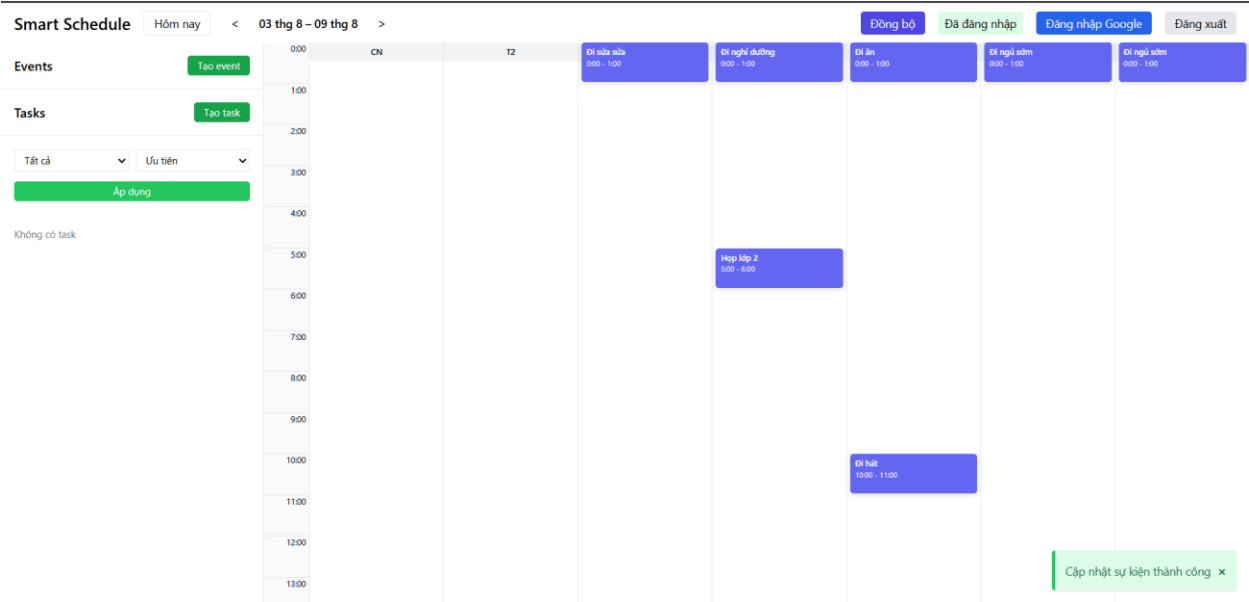 Smart Schedule
Hôm nay
<
03 thg 8 – 09 thg 8
>
Đồng bộ
Đã đăng nhập
Đăng nhập Google
Đăng xuất
Events
Tạo event
Tasks
Tạo task
Tất cả
Ưu tiên
Áp dụng
Không có task
CN
T2
0:00
1:00
2:00
3:00
4:00
5:00
6:00
7:00
8:00
9:00
10:00
11:00
12:00
13:00
Đi sửa sửa
0:00 - 1:00
Đi nghỉ dưỡng
0:00 - 1:00
Đi ăn
0:00 - 1:00
Đi ngủ sớm
0:00 - 1:00
Đi ngủ sớm
0:00 - 1:00
Họp lớp 2
5:00 - 6:00
Đi hát
10:00 - 11:00
Cập nhật sự kiện thành công ×